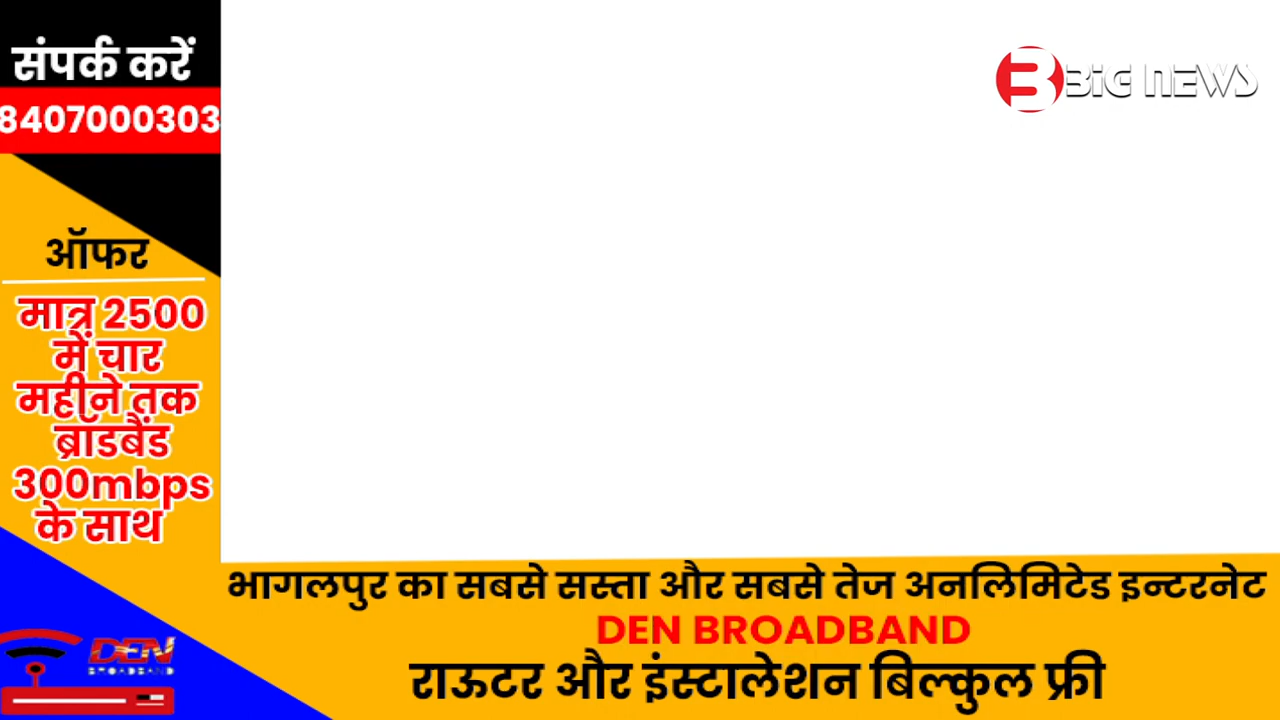 संपर्क करें
8407000303
BIG NEWS
ऑफर
मात्र 2500
में चार
महीने तक
ब्रॉडबैंड
300mbps
के साथ
भागलपुर का सबसे सस्ता और सबसे तेज अनलिमिटेड इन्टरनेट
DEN BROADBAND
राऊटर और इंस्टालेशन बिल्कुल फ्री
DEN
BROADBAND